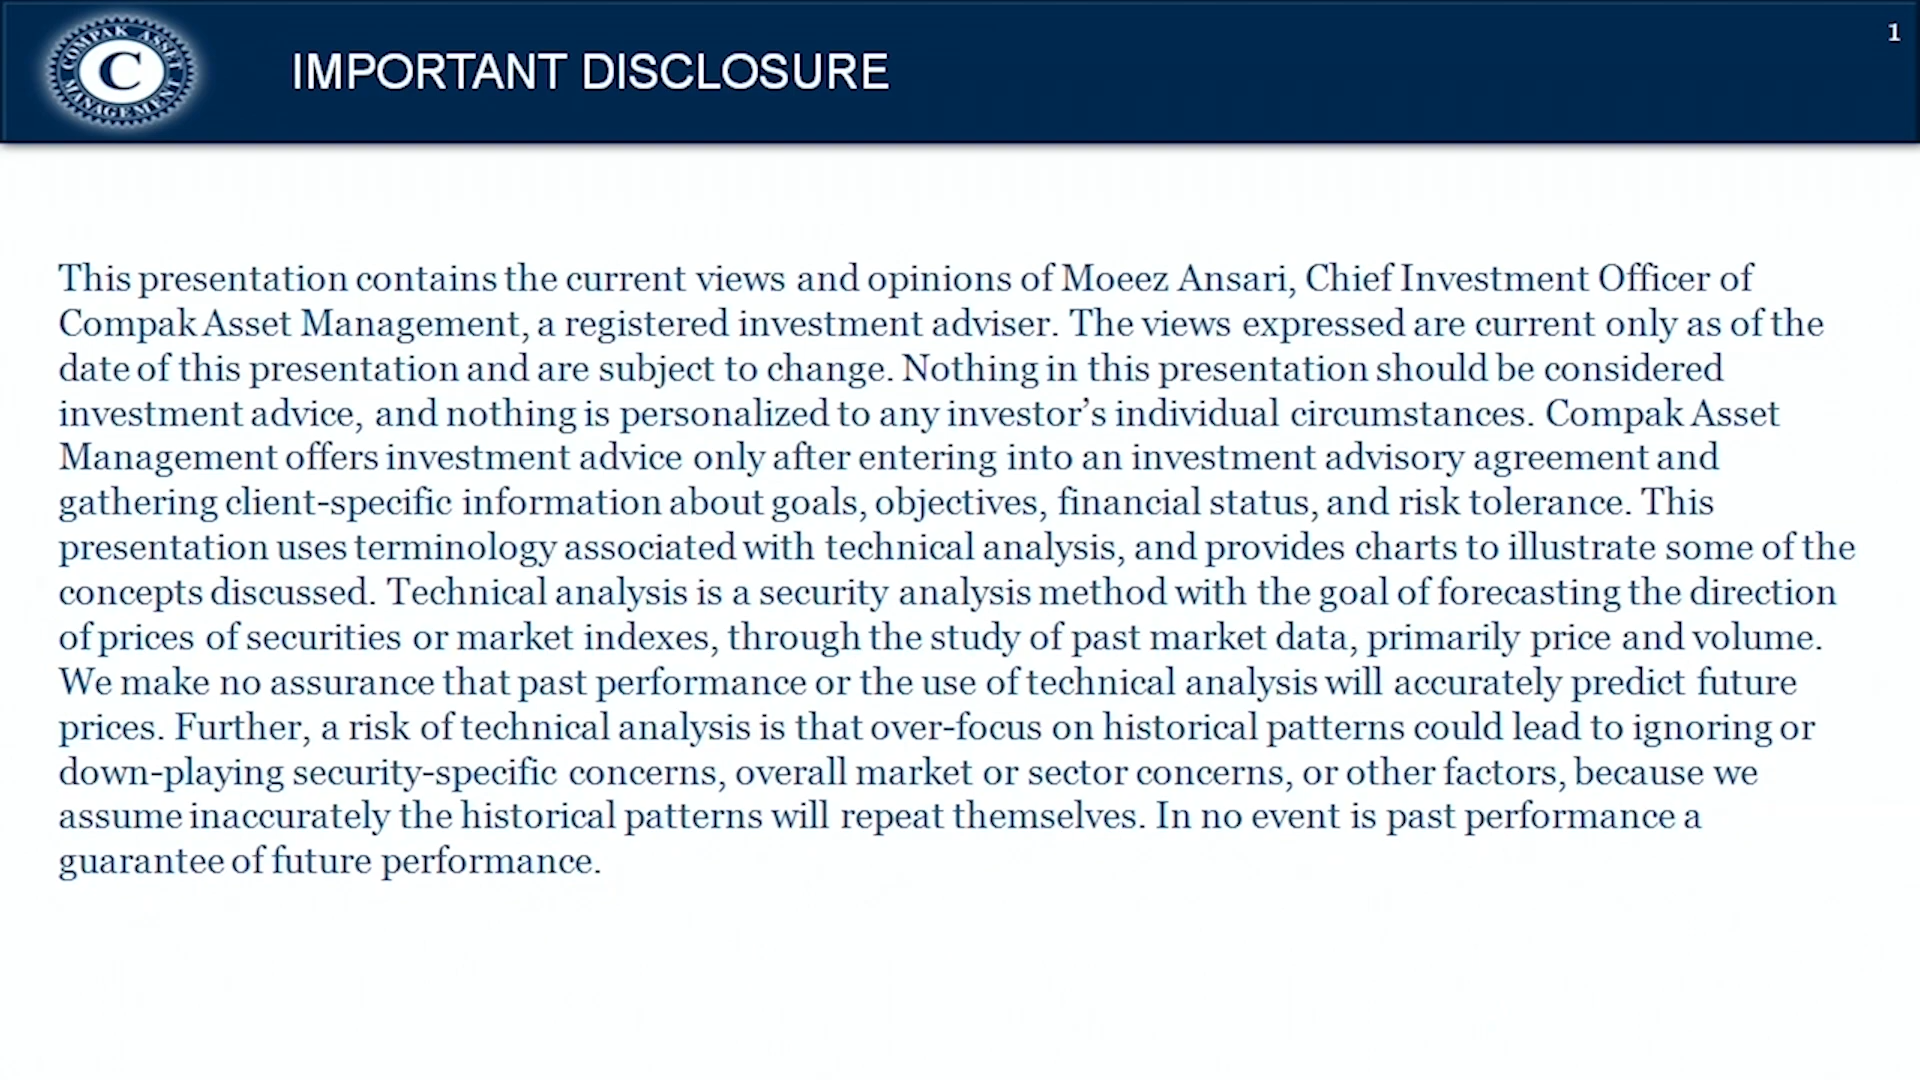 COMPAK ASSET MANAGEMENT
C
IMPORTANT DISCLOSURE
1
This presentation contains the current views and opinions of Moeez Ansari, Chief Investment Officer of
Compak Asset Management, a registered investment adviser. The views expressed are current only as of the
date of this presentation and are subject to change. Nothing in this presentation should be considered
investment advice, and nothing is personalized to any investor’s individual circumstances. Compak Asset
Management offers investment advice only after entering into an investment advisory agreement and
gathering client-specific information about goals, objectives, financial status, and risk tolerance. This
presentation uses terminology associated with technical analysis, and provides charts to illustrate some of the
concepts discussed. Technical analysis is a security analysis method with the goal of forecasting the direction
of prices of securities or market indexes, through the study of past market data, primarily price and volume.
We make no assurance that past performance or the use of technical analysis will accurately predict future
prices. Further, a risk of technical analysis is that over-focus on historical patterns could lead to ignoring or
down-playing security-specific concerns, overall market or sector concerns, or other factors, because we
assume inaccurately the historical patterns will repeat themselves. In no event is past performance a
guarantee of future performance.